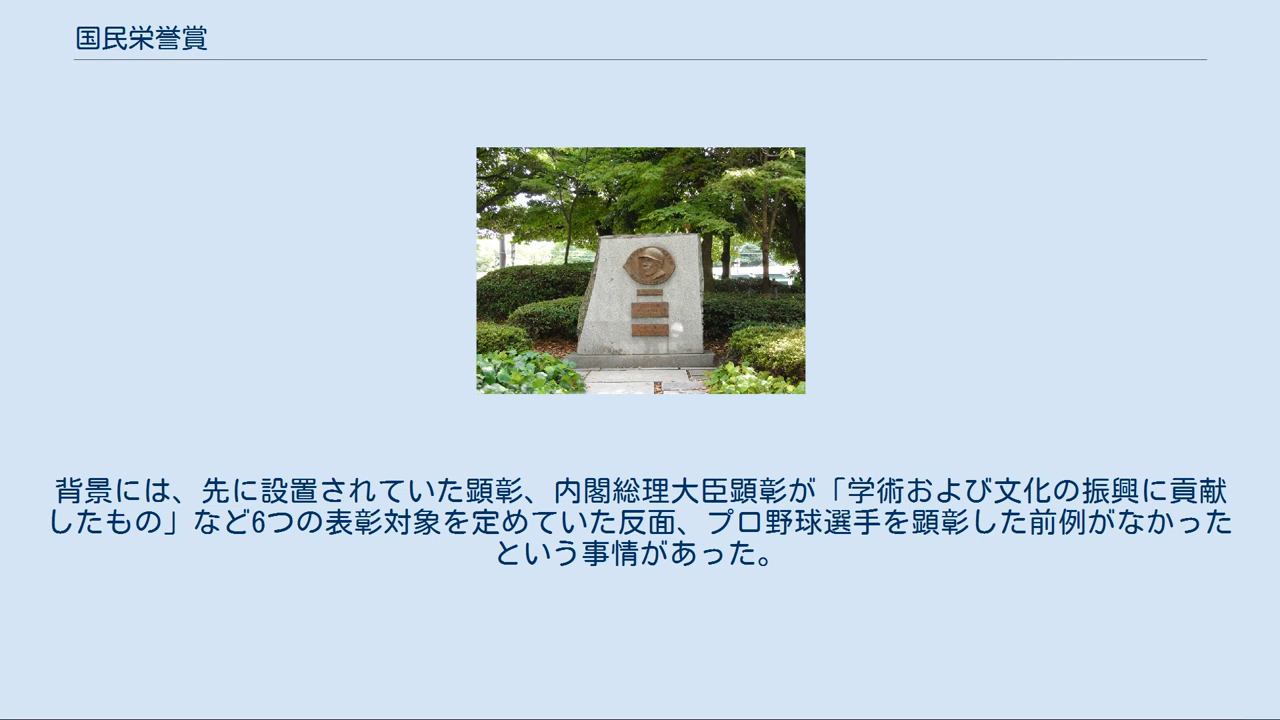 国民栄誉賞
背景には、先に設置されていた顕彰、内閣総理大臣顕彰が「学術および文化の振興に貢献
したもの」など6つの表彰対象を定めていた反面、プロ野球選手を顕彰した前例がなかった
という事情があった。